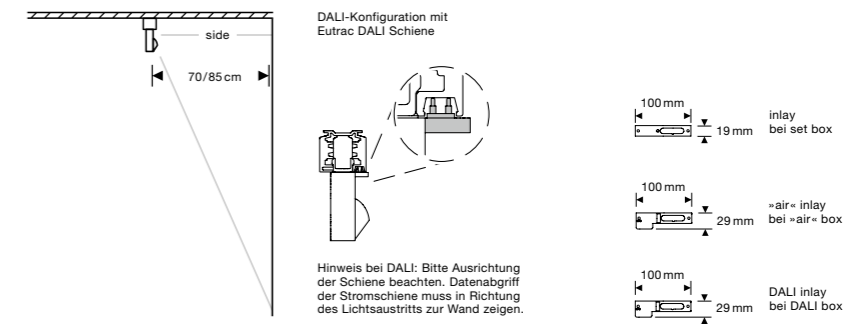 side
70/85 cm
DALI-Konfiguration mit
Eutrac DALI Schiene
Hinweis bei DALI: Bitte Ausrichtung
der Schiene beachten. Datenabgriff
der Stromschiene muss in Richtung
des Lichtsaustritts zur Wand zeigen.
100 mm
19 mm
inlay
bei set box
100 mm
29 mm
»air« inlay
bei »air« box
100 mm
29 mm
DALI inlay
bei DALI box